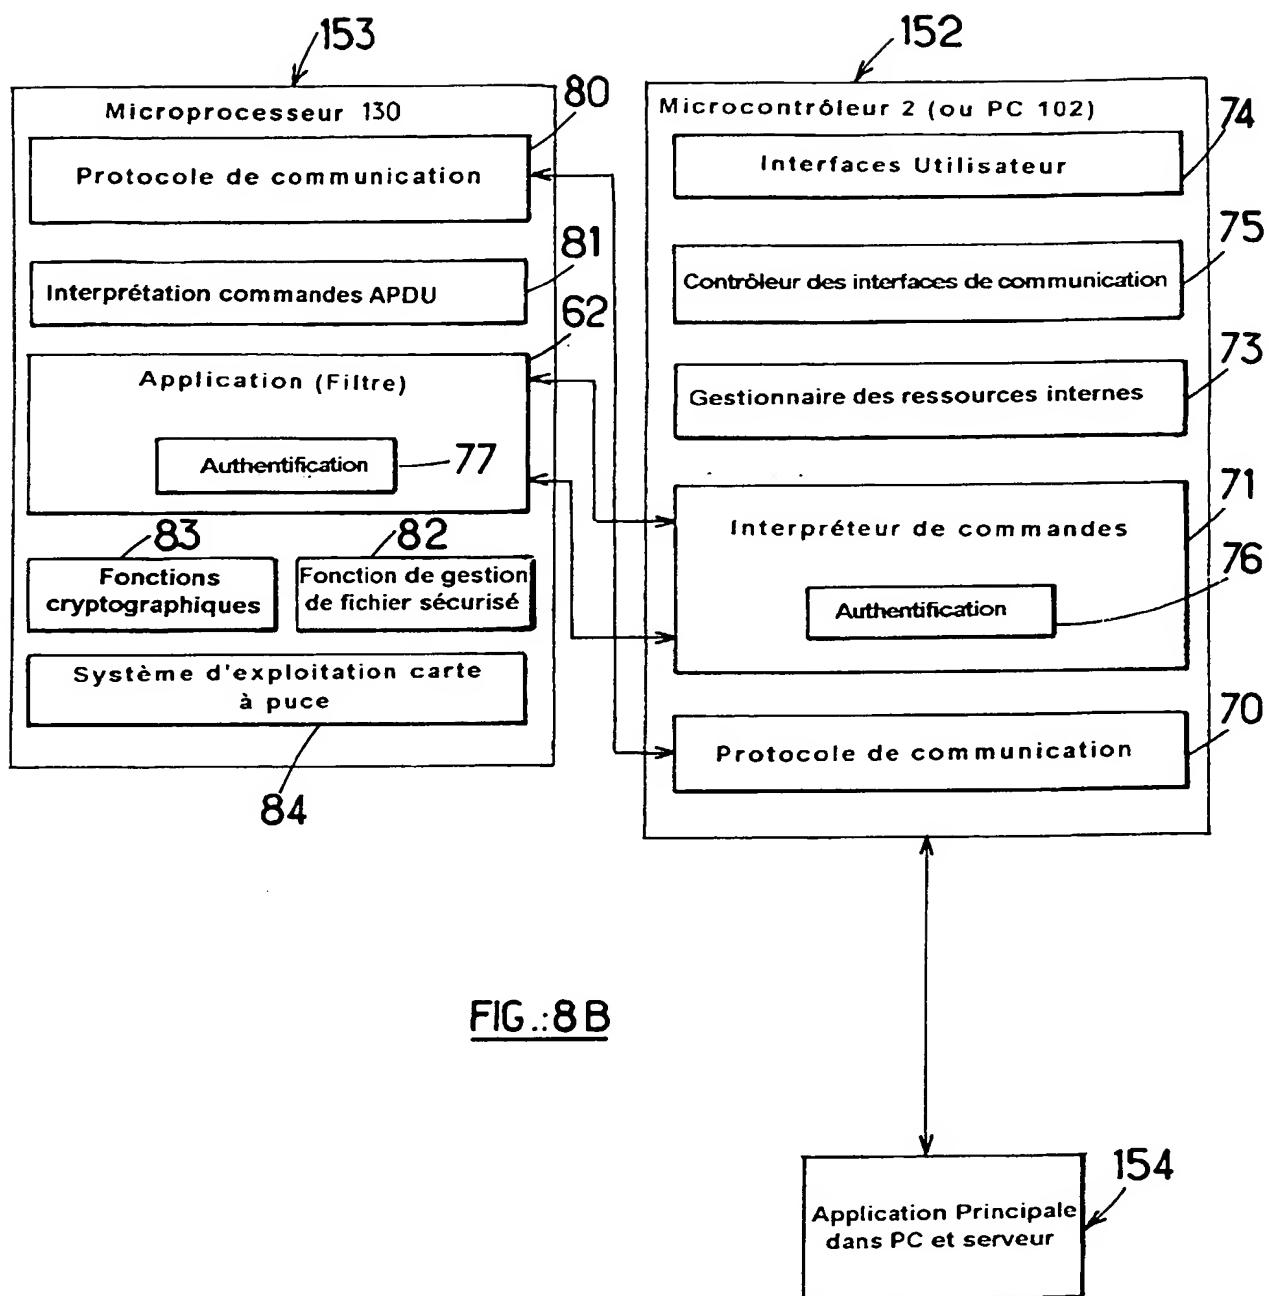 153
Microprocesseur 130
80
Protocole de communication
81
Interprétation commandes APDU
62
Application (Filtre)
Authentification
77
83
Fonctions
cryptographiques
82
Fonction de gestion
de fichier sécurisé
Système d'exploitation carte
à puce
84
152
Microcontrôleur 2 (ou PC 102)
74
Interfaces Utilisateur
75
Contrôleur des interfaces de communication
73
Gestionnaire des ressources internes
71
Interpréteur de commandes
76
Authentification
70
Protocole de communication
FIG.:8B
154
Application Principale
dans PC et serveur